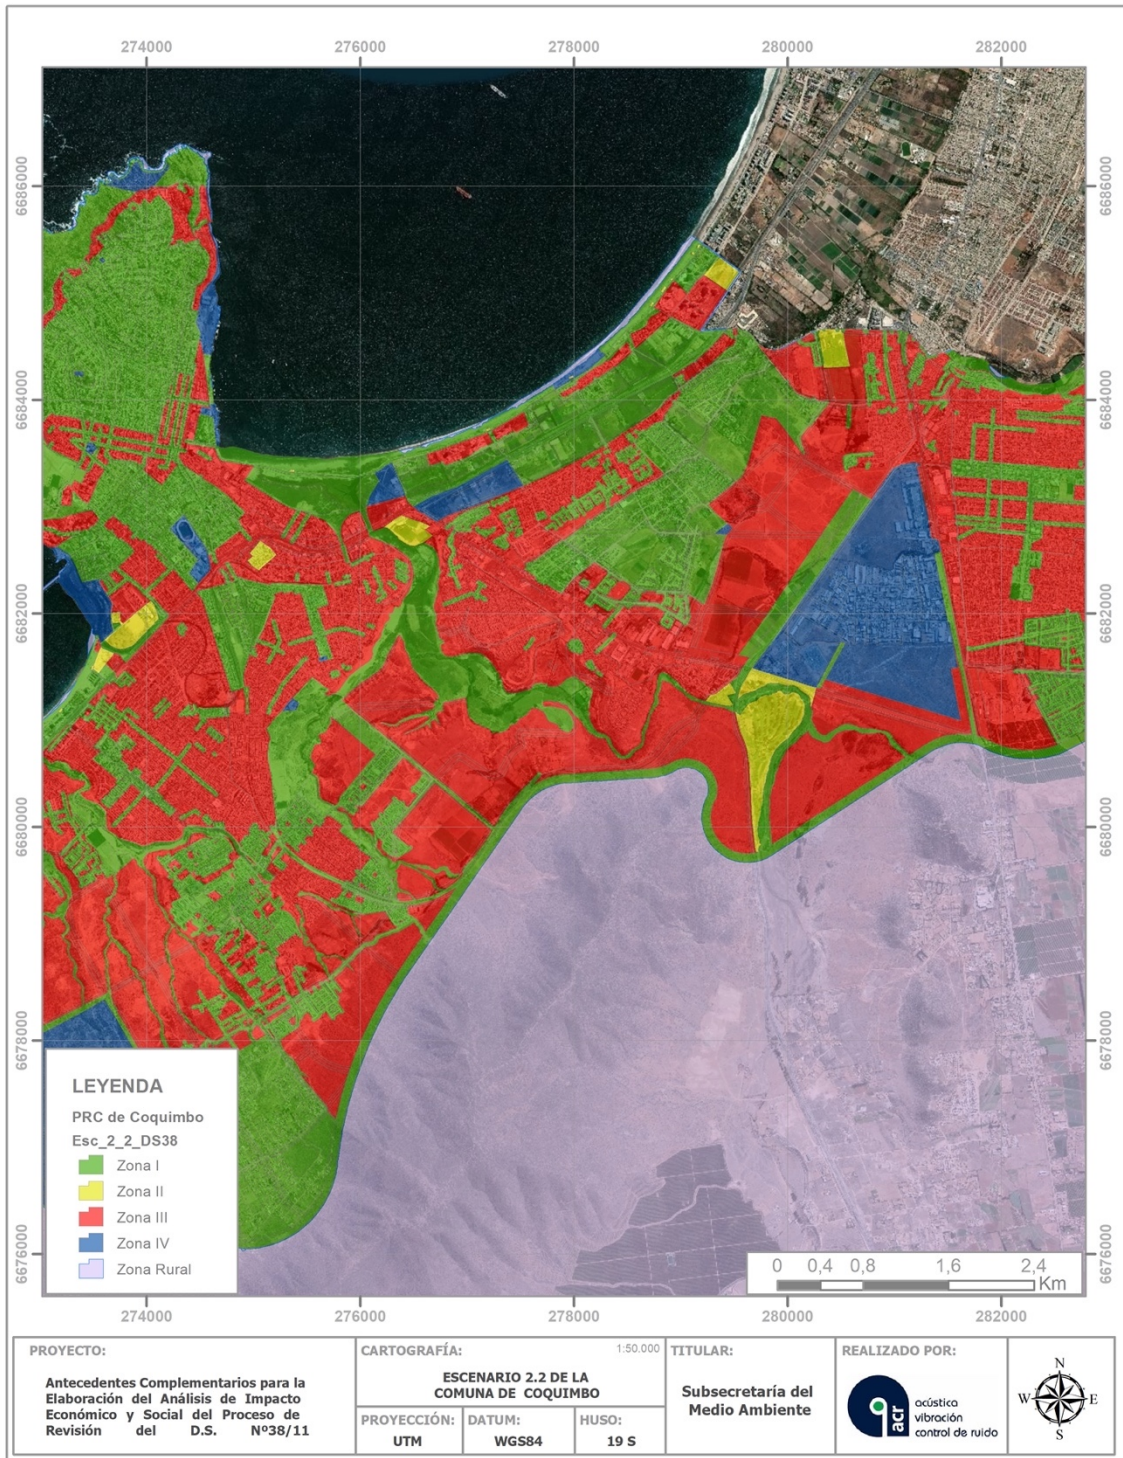 274000 276000 278000 280000 282000
6686000 6686000
6684000 6684000
6682000 6682000
6680000 6680000
6678000 6678000
6676000 6676000
LEYENDA
PRC de Coquimbo
Esc_2_2_DS38
Zona I
Zona II
Zona III
Zona IV
Zona Rural
0 0,4 0,8 1,6 2,4
Km
274000 276000 278000 280000 282000
PROYECTO:
Antecedentes Complementarios para la
Elaboración del Análisis de Impacto
Económico y Social del Proceso de
Revisión del D.S. Nº38/11
CARTOGRAFÍA: 1:50.000
ESCENARIO 2.2 DE LA
COMUNA DE COQUIMBO
PROYECCIÓN: DATUM: HUSO:
UTM WGS84 19 S
TITULAR:
Subsecretaría del
Medio Ambiente
REALIZADO POR:
acr
acústica
vibración
control de ruido
N
W E
S